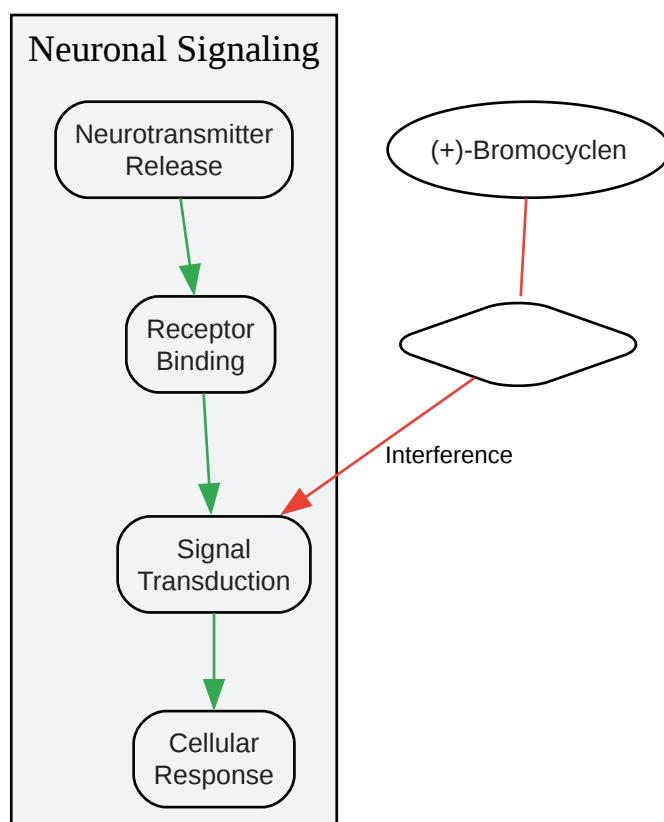 Neuronal Signaling
Neurotransmitter
Release
(+)-Bromocyclen
Receptor
Binding
Interference
Signal
Transduction
Cellular
Response